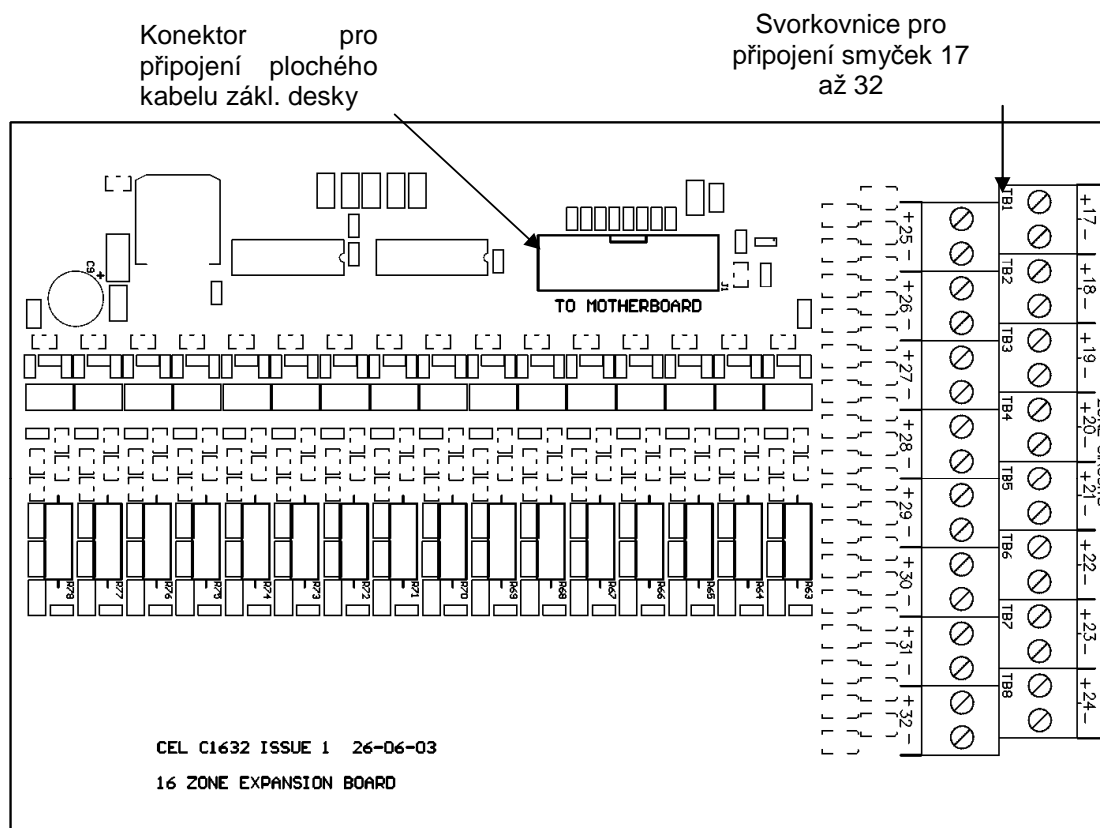 Konektor pro
připojení plochého
kabelu zákl. desky
Svorkovnice pro
připojení smyček 17
až 32
C9
+
J1
TO MOTHERBOARD
TB1
TB2
TB3
TB4
TB5
TB6
TB7
TB8
+17-
+18-
+19-
+20-
+21-
+22-
+23-
+24-
+25-
+26-
+27-
+28-
+29-
+30-
+31-
+32-
R78
R77
R76
R75
R74
R73
R72
R71
R70
R69
R68
R67
R66
R65
R64
R63
CEL C1632 ISSUE 1 26-06-03
16 ZONE EXPANSION BOARD